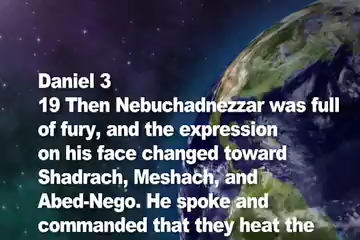 Daniel 3
19 Then Nebuchadnezzar was full
of fury, and the expression
on his face changed toward
Shadrach, Meshach, and
Abed-Nego. He spoke and
commanded that they heat the